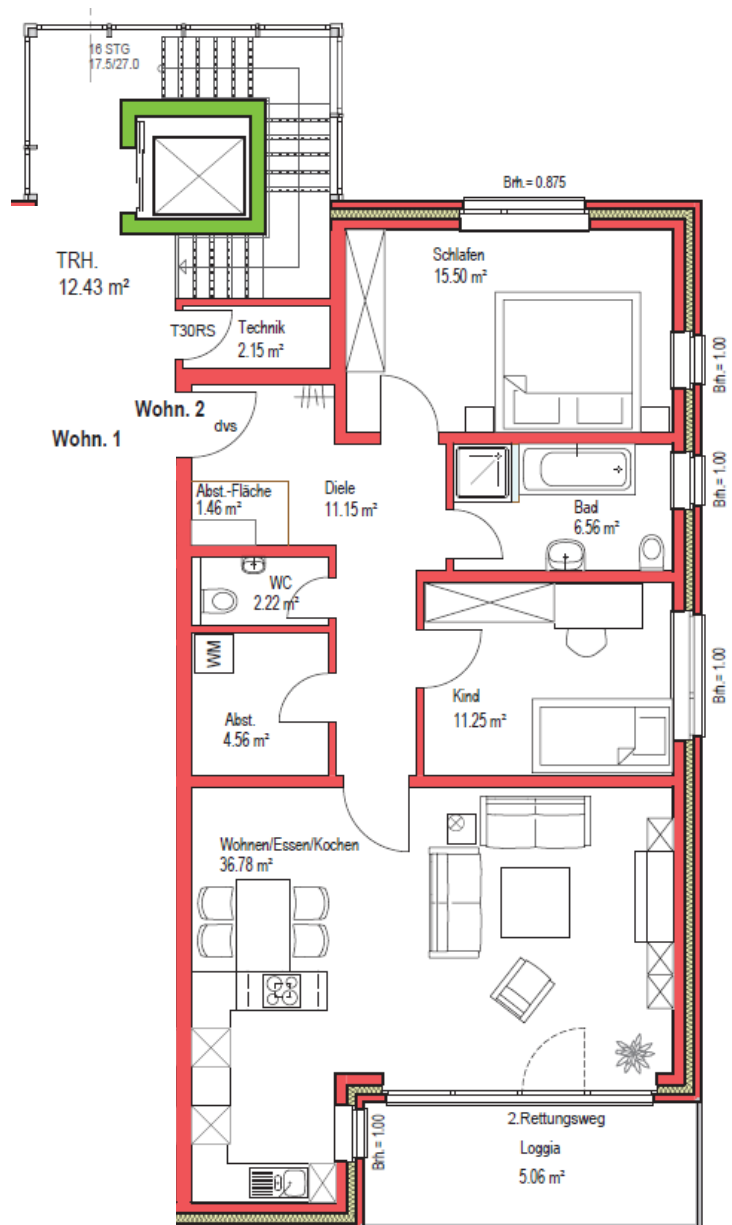 16 STG
17.5/27.0
Brh.= 0.875
TRH.
12.43 m²
Schlafen
15.50 m²
T30RS
Technik
2.15 m²
Brh.= 1.00
Wohn. 2
Wohn. 1
dvs
Abst.-Fläche
1.46 m²
Diele
11.15 m²
Bad
6.56 m²
Brh.= 1.00
WC
2.22 m²
WM
Abst.
4.56 m²
Kind
11.25 m²
Brh.= 1.00
Wohnen/Essen/Kochen
36.78 m²
2.Rettungsweg
Loggia
5.06 m²
Brh.= 1.00